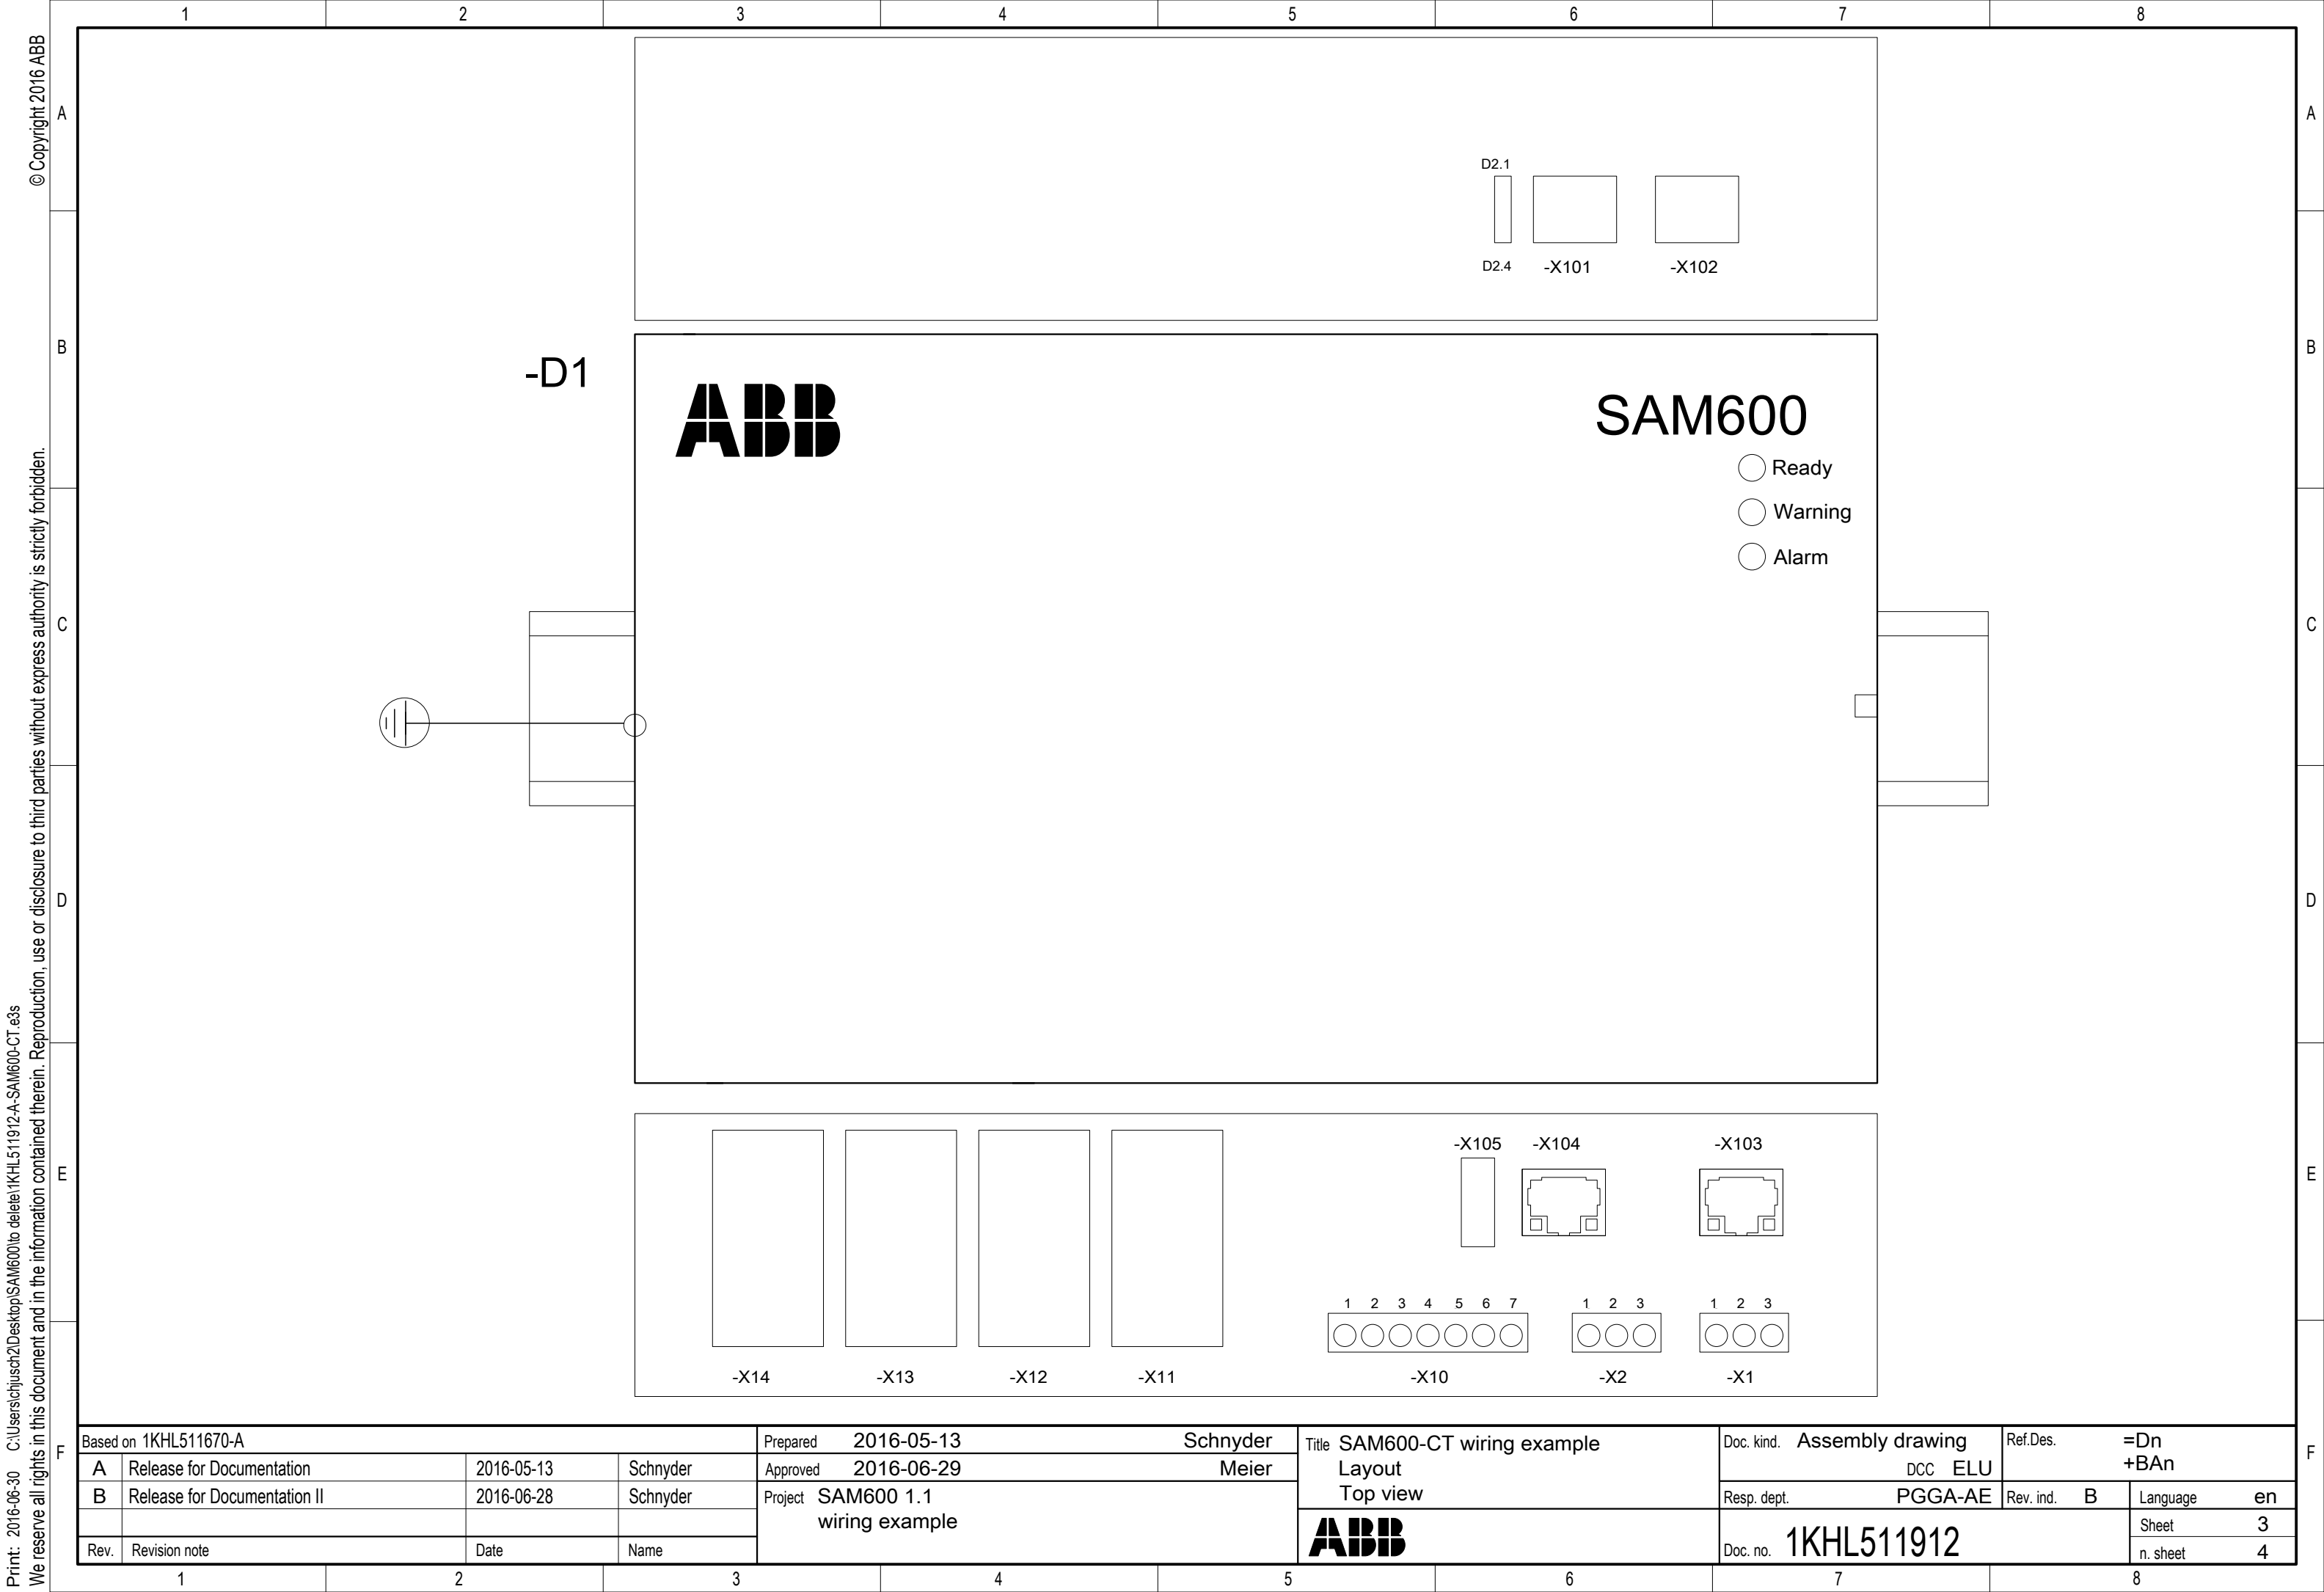 1 2 3 4 5 6 7 8
© Copyright 2016 ABB
We reserve all rights in this document and in the information contained therein. Reproduction, use or disclosure to third parties without express authority is strictly forbidden.
Print: 2016-06-30 C:\Users\chjusch2\Desktop\SAM600\to delete\1KHL511912-A-SAM600-CT.e3s
A A
B B
C C
D D
E E
F F
D2.1
D2.4 -X101 -X102
-D1
ABB
SAM600
Ready
Warning
Alarm
-X105 -X104 -X103
1 2 3 4 5 6 7 1 2 3 1 2 3
-X14 -X13 -X12 -X11 -X10 -X2 -X1
Based on 1KHL511670-A
A Release for Documentation 2016-05-13 Schnyder
B Release for Documentation II 2016-06-28 Schnyder
Rev. Revision note Date Name
Prepared 2016-05-13 Schnyder
Approved 2016-06-29 Meier
Project SAM600 1.1
wiring example
Title SAM600-CT wiring example
Layout
Top view
ABB
Doc. kind. Assembly drawing
DCC ELU
Resp. dept. PGGA-AE
Doc. no. 1KHL511912
Ref.Des. =Dn
+BAn
Rev. ind. B
Language en
Sheet 3
n. sheet 4
1 2 3 4 5 6 7 8